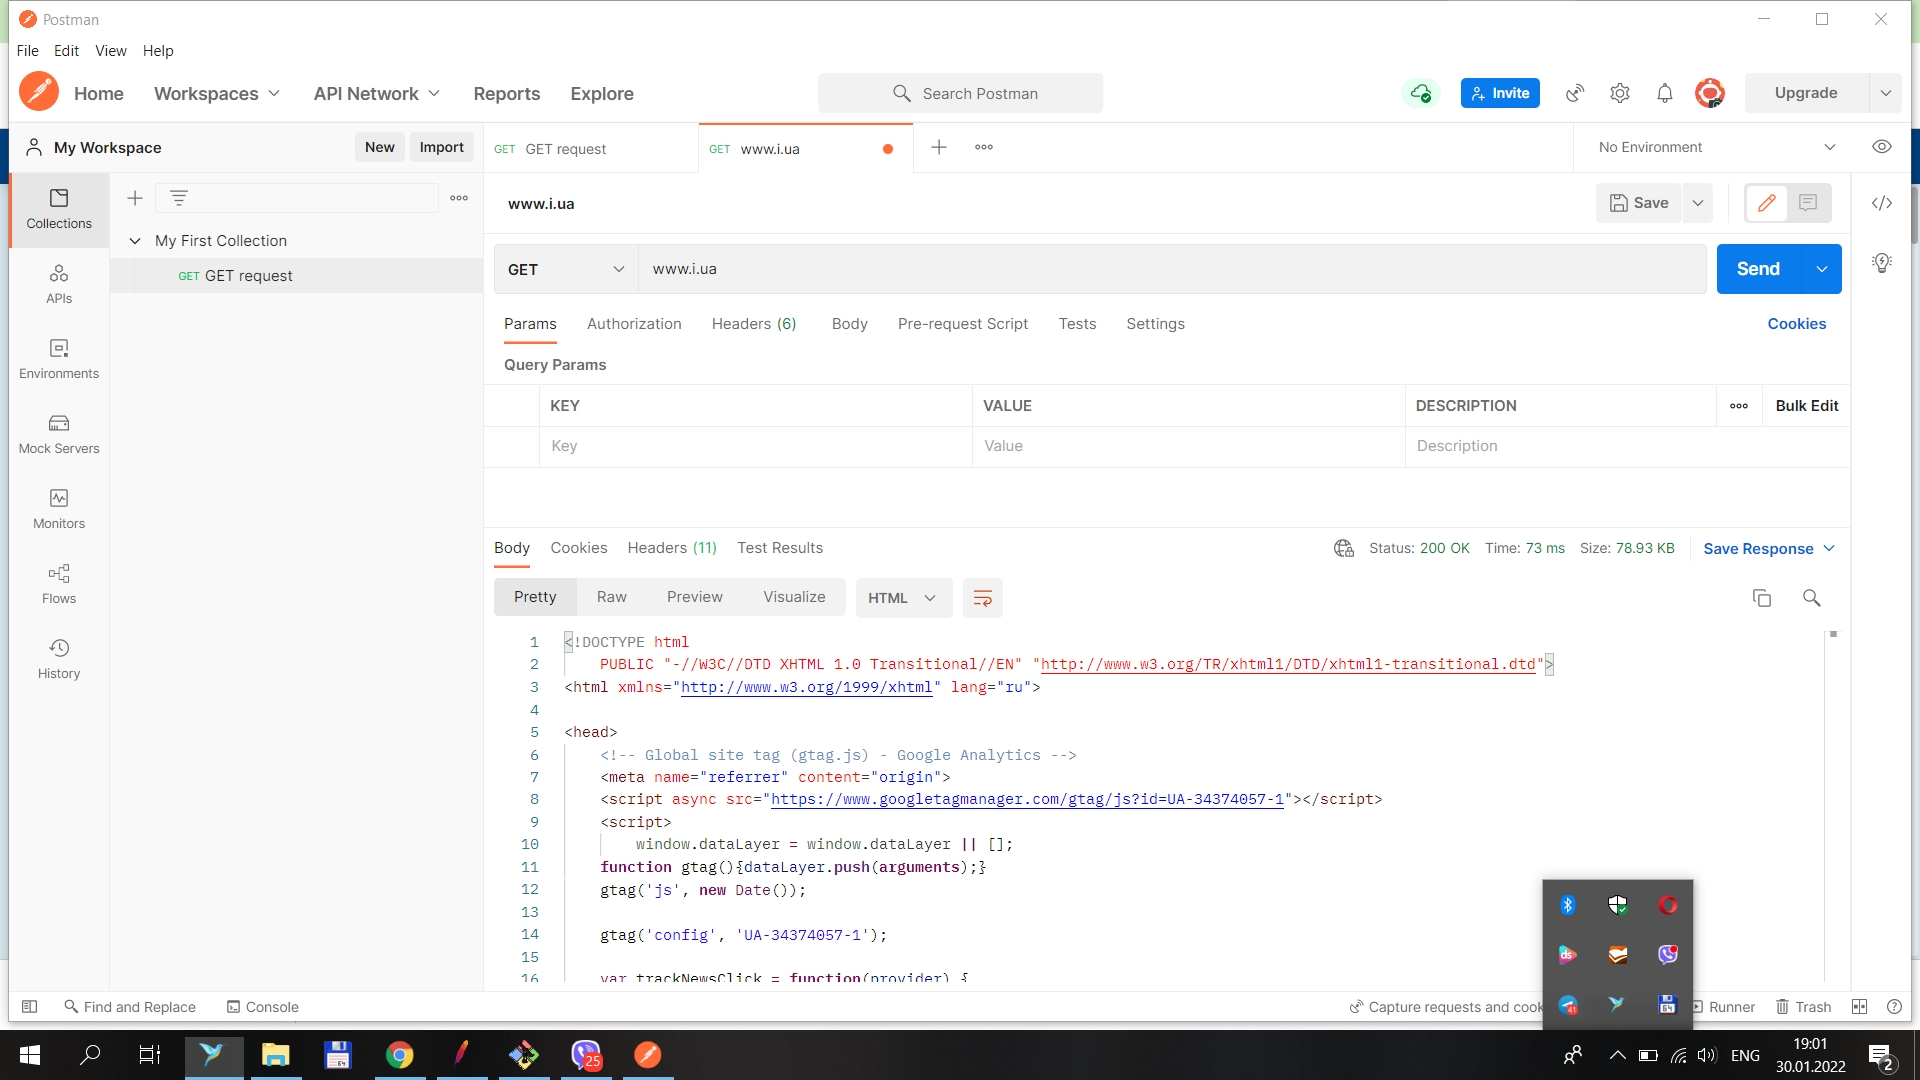 Postman
File Edit View Help
Home Workspaces API Network Reports Explore Search Postman Invite Upgrade
My Workspace New Import GET GET request GET www.i.ua No Environment
Collections
APIs
Environments
Mock Servers
Monitors
Flows
History
My First Collection
GET GET request
www.i.ua Save
GET www.i.ua Send
Params Authorization Headers (6) Body Pre-request Script Tests Settings Cookies
Query Params
KEY VALUE DESCRIPTION Bulk Edit
Key Value Description
Body Cookies Headers (11) Test Results Status: 200 OK Time: 73 ms Size: 78.93 KB Save Response
Pretty Raw Preview Visualize HTML
1 <!DOCTYPE html
2 PUBLIC "-//W3C//DTD XHTML 1.0 Transitional//EN" "http://www.w3.org/TR/xhtml1/DTD/xhtml1-transitional.dtd">
3 <html xmlns="http://www.w3.org/1999/xhtml" lang="ru">
4
5 <head>
6 <!-- Global site tag (gtag.js) - Google Analytics -->
7 <meta name="referrer" content="origin">
8 <script async src="https://www.googletagmanager.com/gtag/js?id=UA-34374057-1"></script>
9 <script>
10 window.dataLayer = window.dataLayer || [];
11 function gtag(){dataLayer.push(arguments);}
12 gtag('js', new Date());
13
14 gtag('config', 'UA-34374057-1');
15
16 var trackNewsClick = function(provider) {
ds
41 64
Find and Replace Console Capture requests and cook Runner Trash
64 25 ENG 19:01
30.01.2022 2